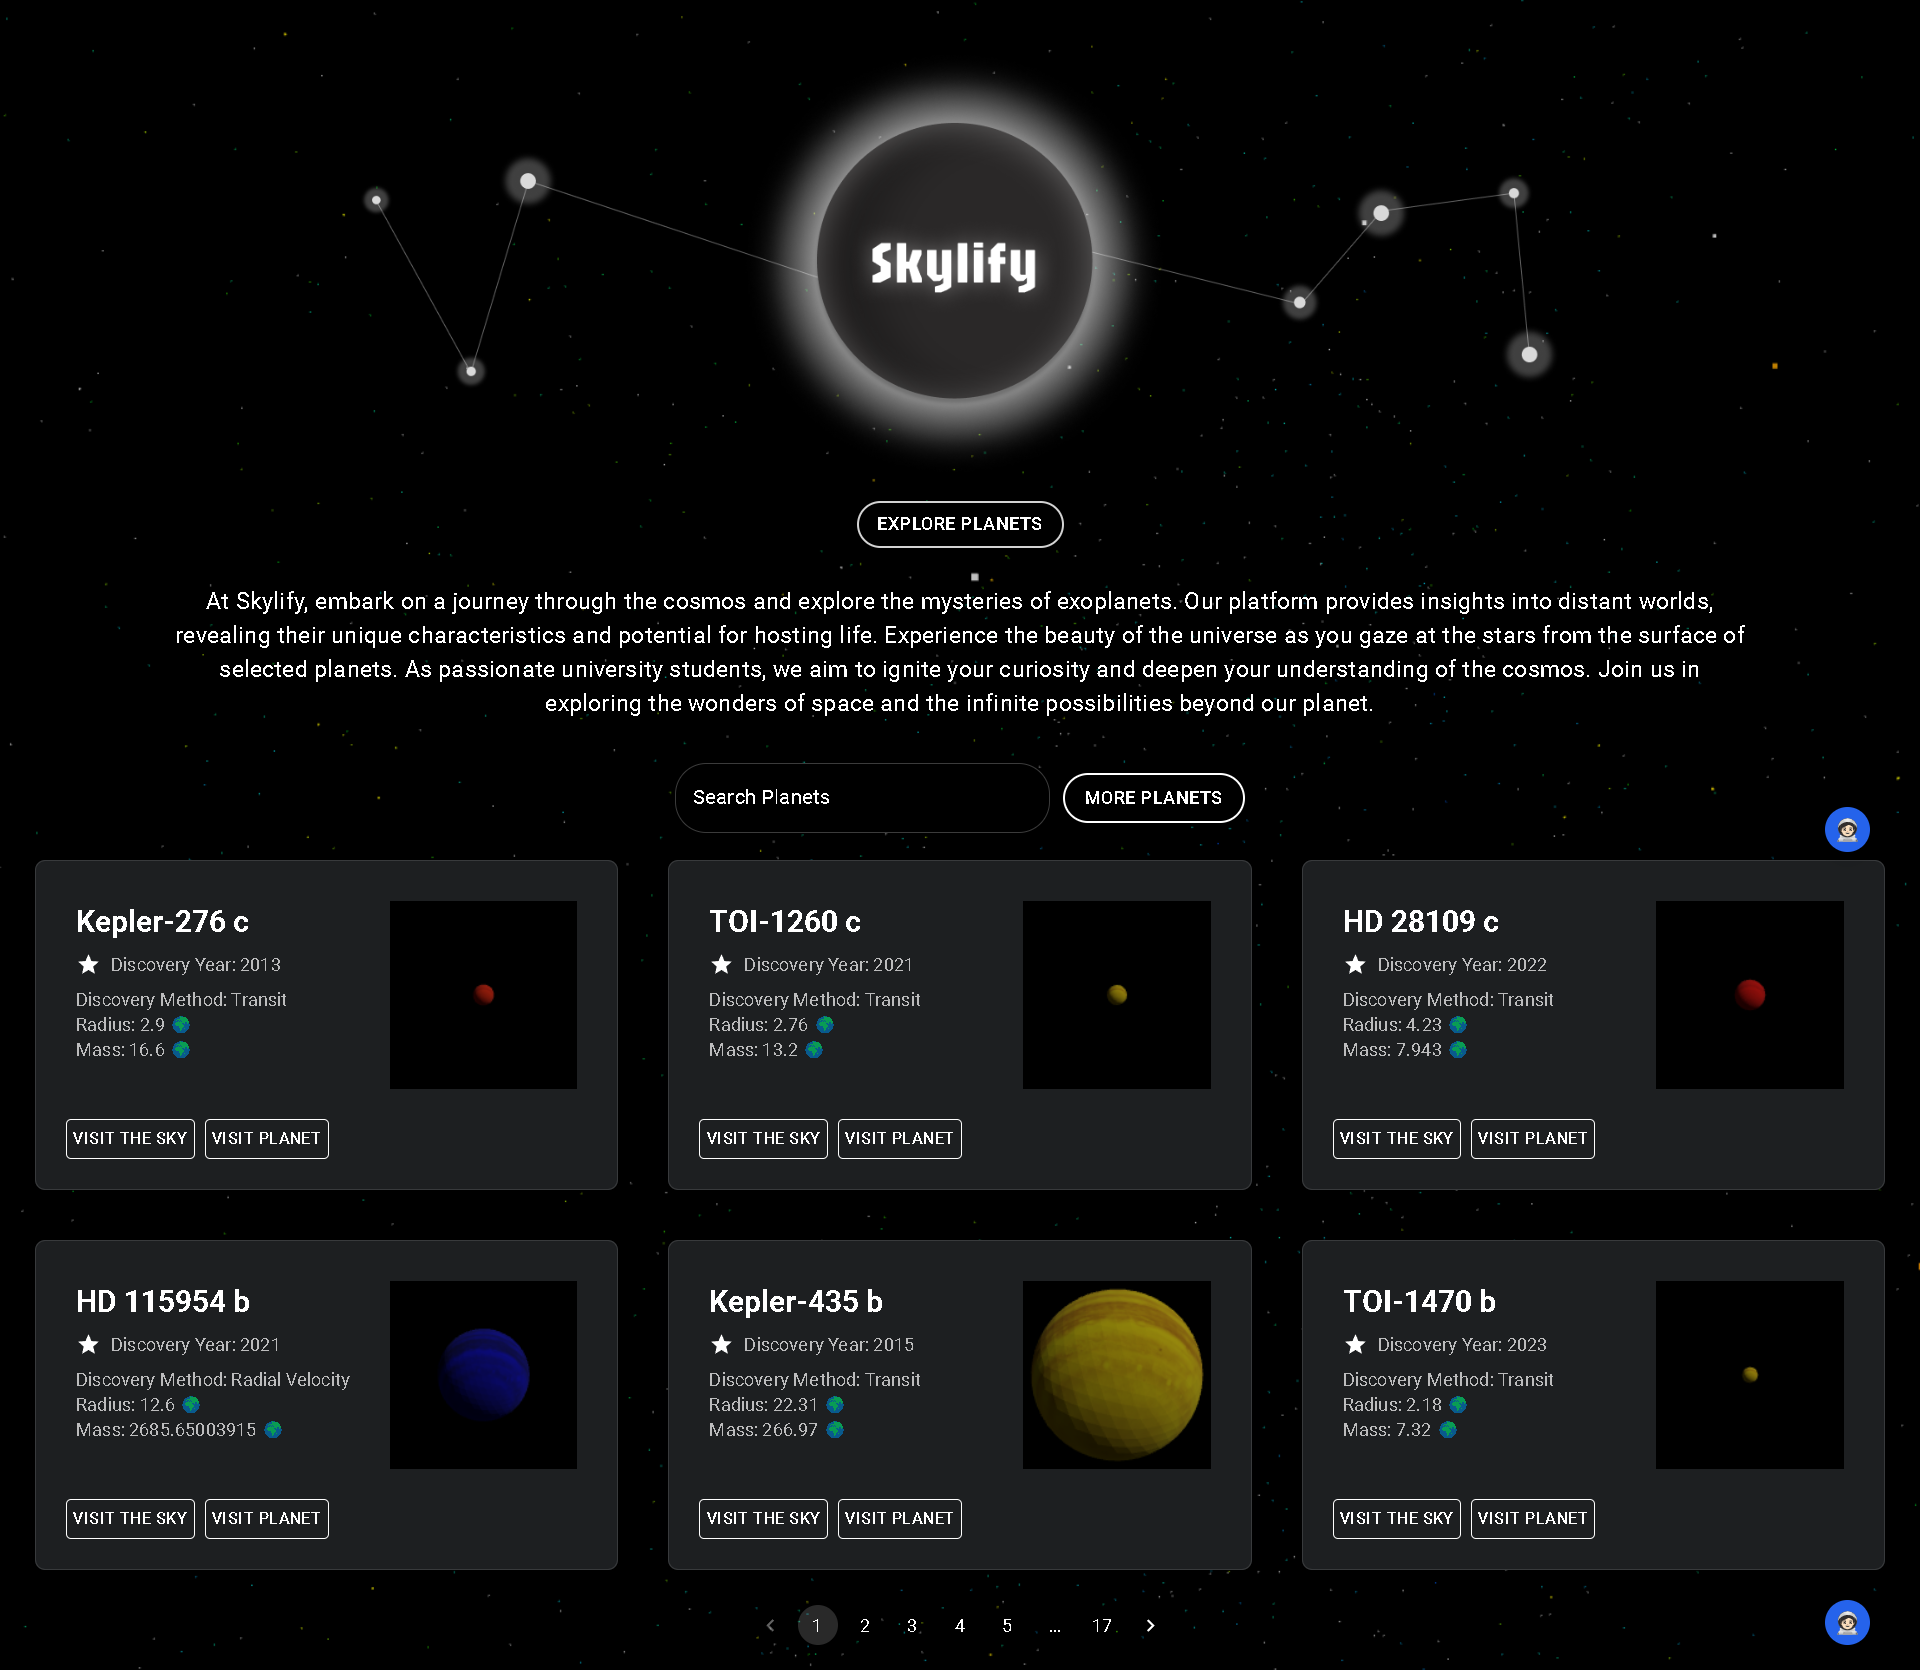 Skylify
EXPLORE PLANETS
At Skylify, embark on a journey through the cosmos and explore the mysteries of exoplanets. Our platform provides insights into distant worlds,
revealing their unique characteristics and potential for hosting life. Experience the beauty of the universe as you gaze at the stars from the surface of
selected planets. As passionate university students, we aim to ignite your curiosity and deepen your understanding of the cosmos. Join us in
exploring the wonders of space and the infinite possibilities beyond our planet.
Search Planets
MORE PLANETS
Kepler-276 c
Discovery Year: 2013
Discovery Method: Transit
Radius: 2.9
Mass: 16.6
VISIT THE SKY
VISIT PLANET
TOI-1260 c
Discovery Year: 2021
Discovery Method: Transit
Radius: 2.76
Mass: 13.2
VISIT THE SKY
VISIT PLANET
HD 28109 c
Discovery Year: 2022
Discovery Method: Transit
Radius: 4.23
Mass: 7.943
VISIT THE SKY
VISIT PLANET
HD 115954 b
Discovery Year: 2021
Discovery Method: Radial Velocity
Radius: 12.6
Mass: 2685.65003915
VISIT THE SKY
VISIT PLANET
Kepler-435 b
Discovery Year: 2015
Discovery Method: Transit
Radius: 22.31
Mass: 266.97
VISIT THE SKY
VISIT PLANET
TOI-1470 b
Discovery Year: 2023
Discovery Method: Transit
Radius: 2.18
Mass: 7.32
VISIT THE SKY
VISIT PLANET
1 2 3 4 5 ... 17